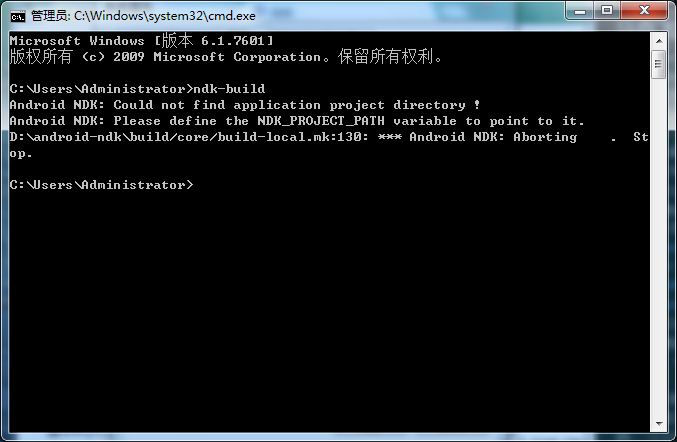 管理员: C:\Windows\system32\cmd.exe
Microsoft Windows [版本 6.1.7601]
版权所有 (c) 2009 Microsoft Corporation。保留所有权利。
C:\Users\Administrator>ndk-build
Android NDK: Could not find application project directory !
Android NDK: Please define the NDK_PROJECT_PATH variable to point to it.
D:\android-ndk\build/core/build-local.mk:130: *** Android NDK: Aborting    .  St
op.
C:\Users\Administrator>